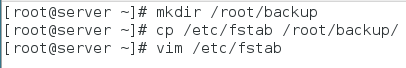 [root@server ~]# mkdir /root/backup
[root@server ~]# cp /etc/fstab /root/backup/
[root@server ~]# vim /etc/fstab